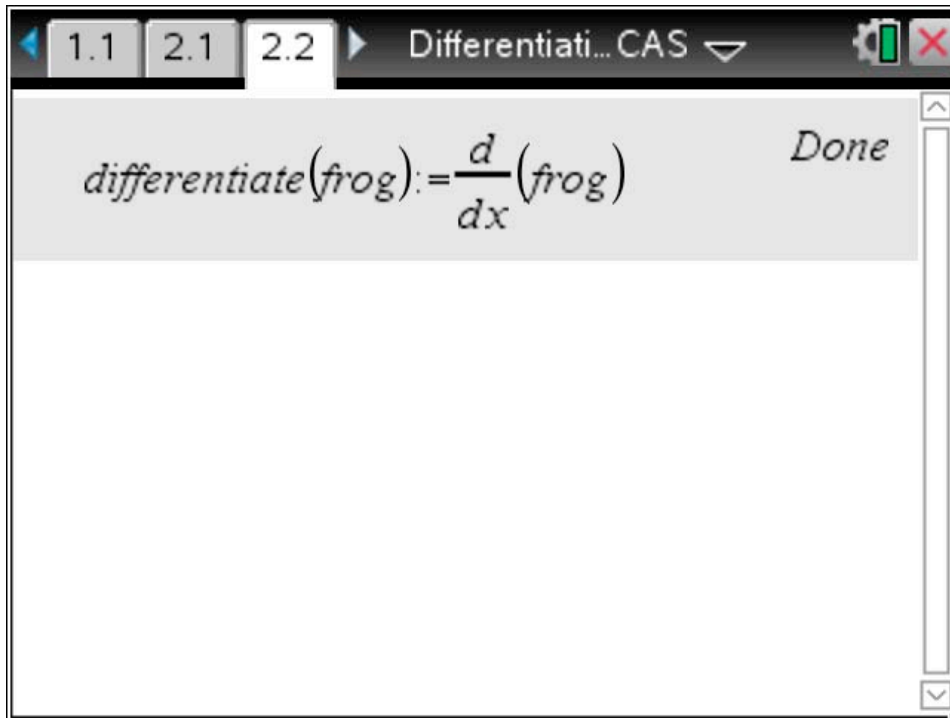 1.1 2.1 2.2 Differentiati... CAS
differentiate(frog):=d/dx(frog) Done